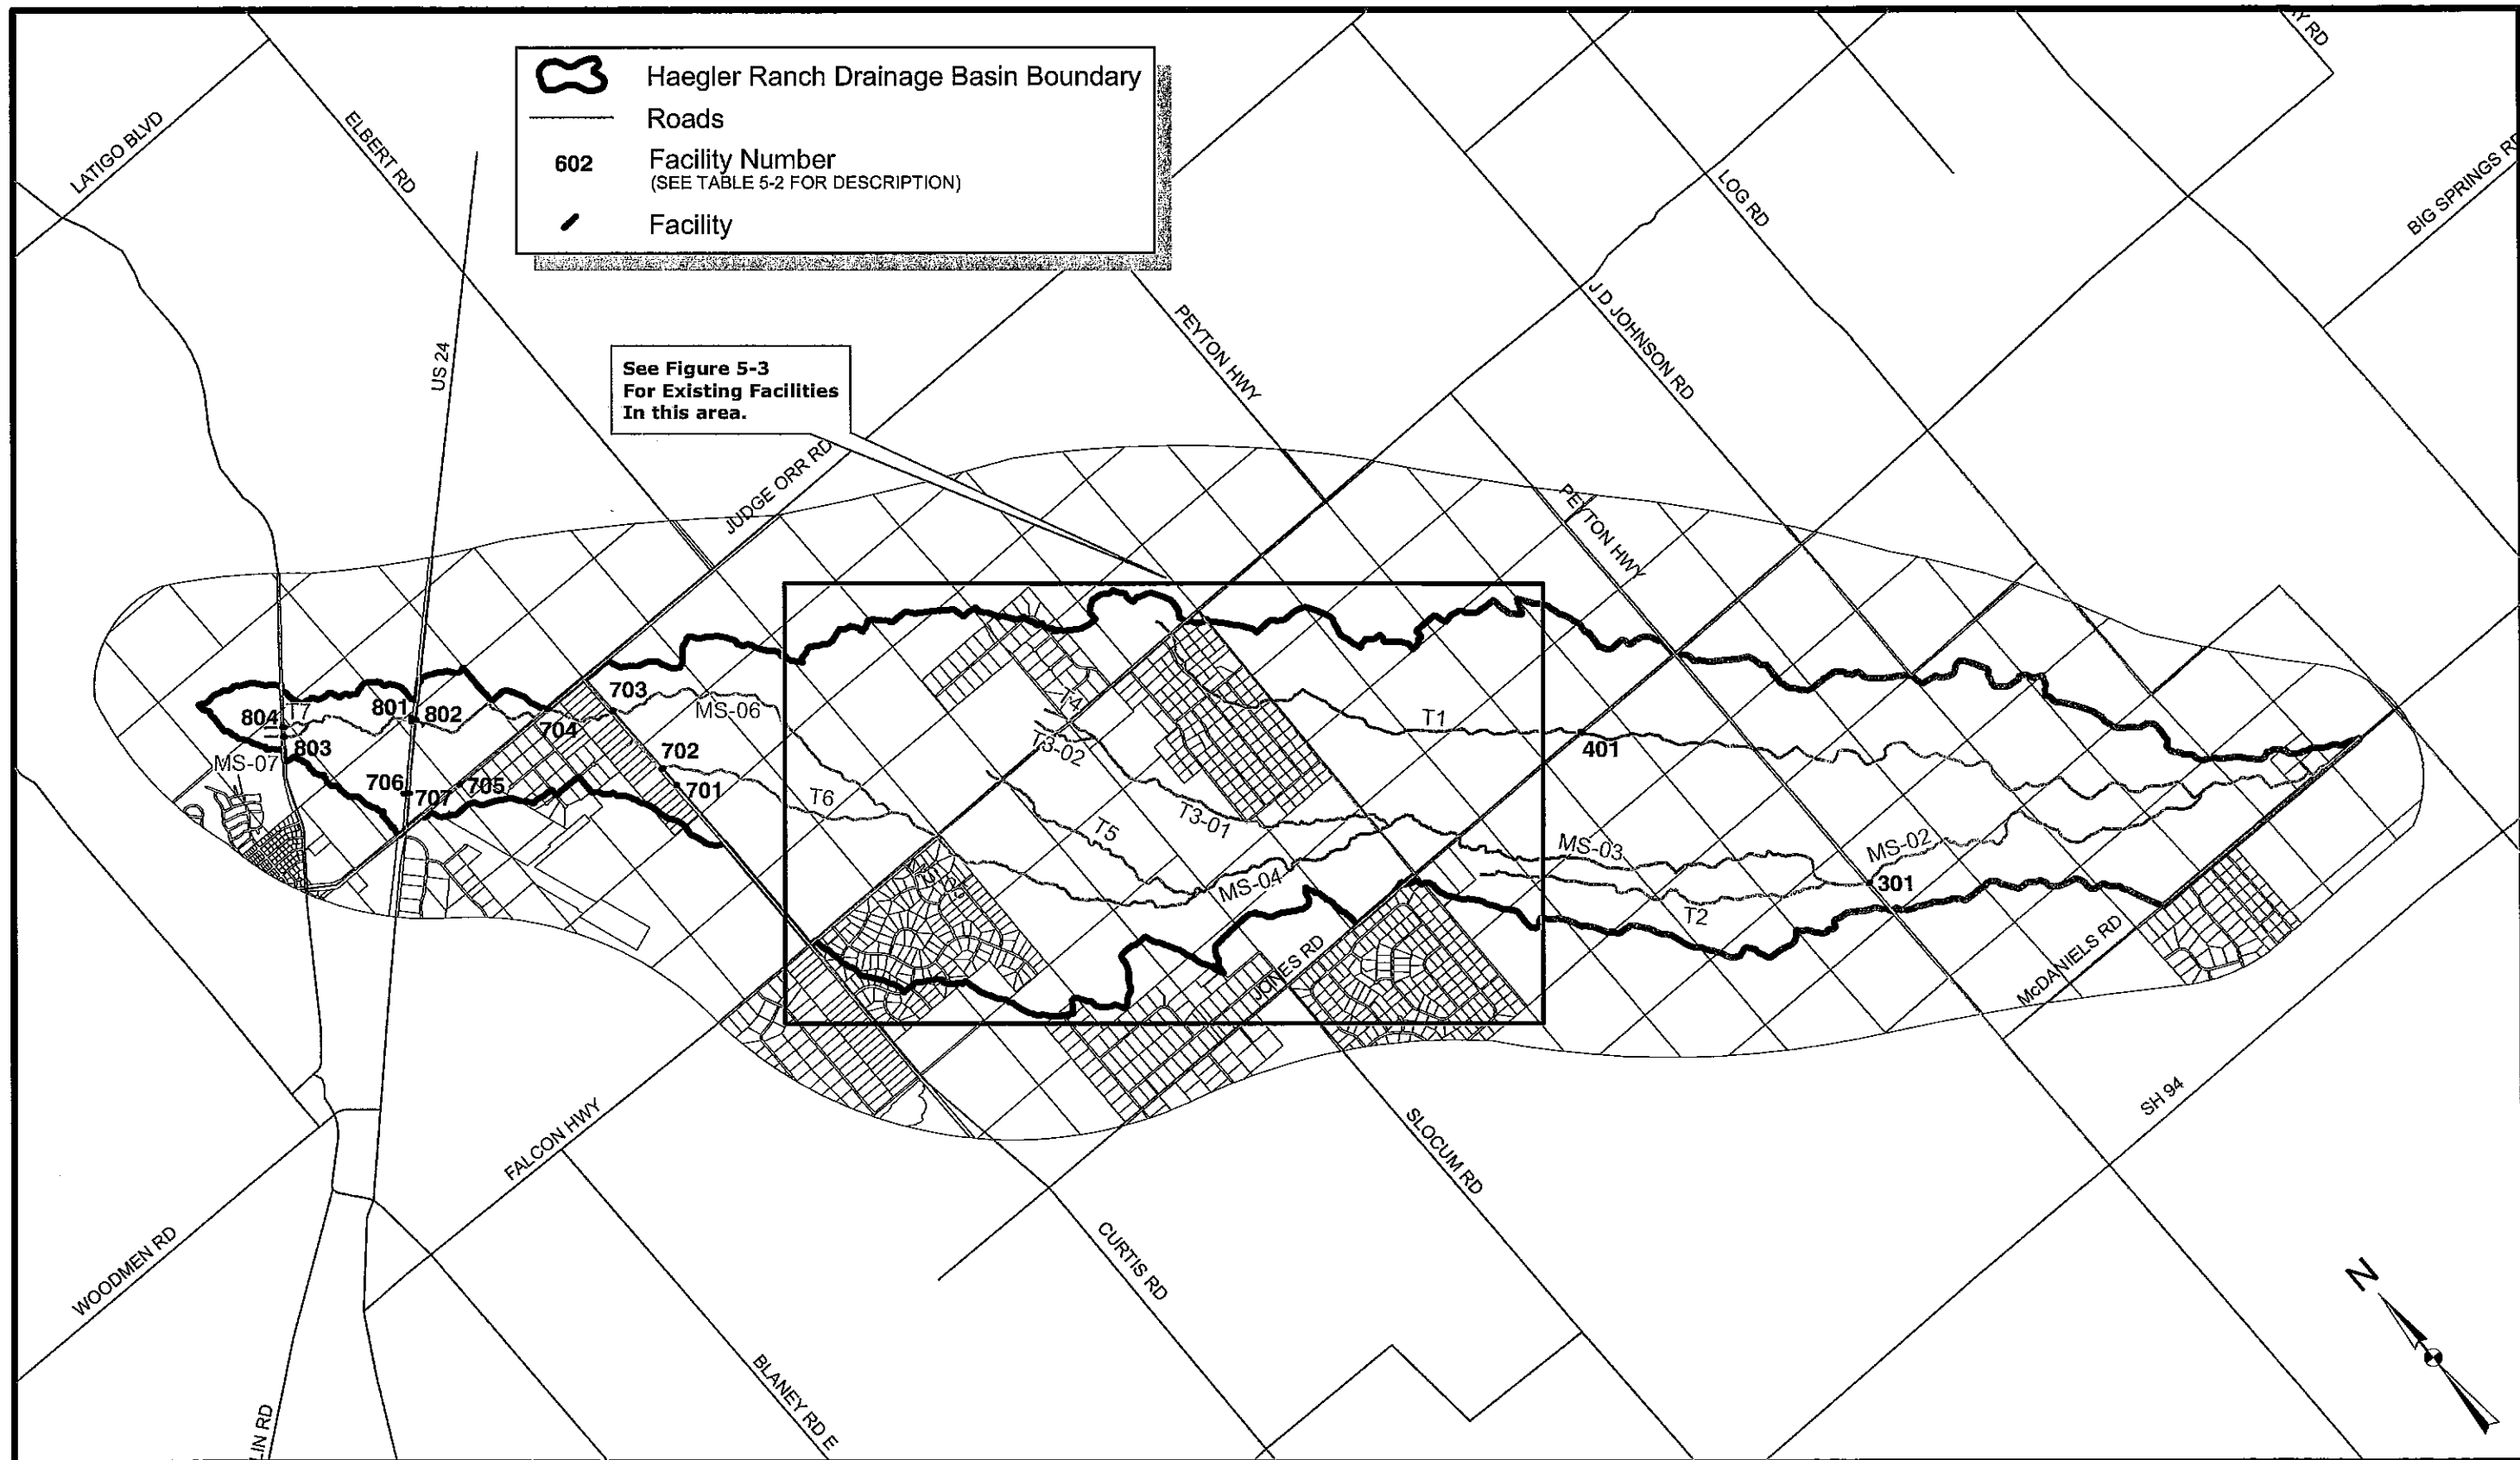 Haegler Ranch Drainage Basin Boundary
Roads
602
Facility Number
(SEE TABLE 5-2 FOR DESCRIPTION)
Facility
LATIGO BLVD
ELBERT RD
US 24
LOG RD
BIG SPRINGS RD
PEYTON HWY
J D JOHNSON RD
See Figure 5-3
For Existing Facilities
In this area.
JUDGE ORR RD
PEYTON HWY
703
MS-06
804
T7
801
802
704
T4
T1
401
803
MS-07
702
T3-02
706
707
705
701
T6
T3-01
T5
MS-03
MS-02
301
MS-04
T2
JONES RD
McDANIELS RD
FALCON HWY
SH 94
SLOCUM RD
WOODMEN RD
CURTIS RD
BLANEY RD E
N